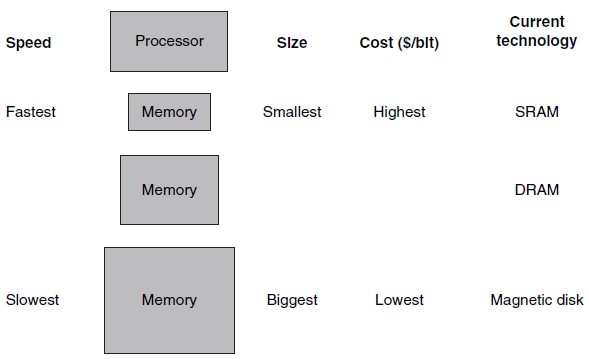 Speed
Processor
Size
Cost ($/bit)
Current
technology
Fastest
Memory
Smallest
Highest
SRAM
Memory
DRAM
Slowest
Memory
Biggest
Lowest
Magnetic disk